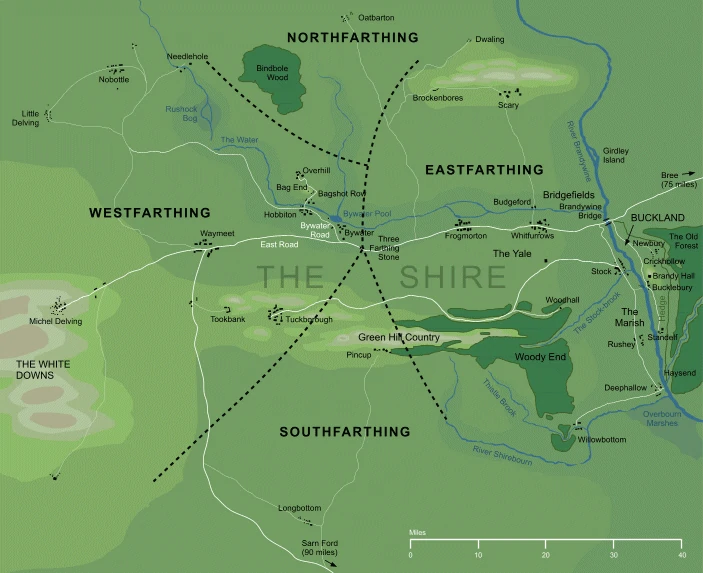 Oatbarton
NORTHFARTHING
Dwaling
Needlehole
Bindbole
Wood
Nobottle
Brockenbores
Scary
Little
Delving
Rushock
Bog
The Water
River Brandywine
Girdley
Island
Overhill
EASTFARTHING
Bree
(75 miles)
Bag End
Bagshot Row
Budgeford
Bridgefields
Brandywine
Bridge
WESTFARTHING
Hobbiton
Bywater Pool
BUCKLAND
The Old
Forest
Bywater
Road
Bywater
Waymeet
East Road
Three
Farthing
Stone
Frogmorton
Whitfurrows
Newbury
The Yale
Crickhollow
THE SHIRE
Stock
Brandy Hall
Bucklebury
Michel Delving
Tookbank
Tuckborough
Woodhall
The Stock-brook
Hedge
The
Marish
Green Hill Country
Standelf
Rushey
Pincup
Woody End
THE WHITE
DOWNS
Haysend
Deephallow
Thistle Brook
Overbourn
Marshes
SOUTHFARTHING
Willowbottom
River Shirebourn
Longbottom
Miles
Sarn Ford
(90 miles)
0 10 20 30 40